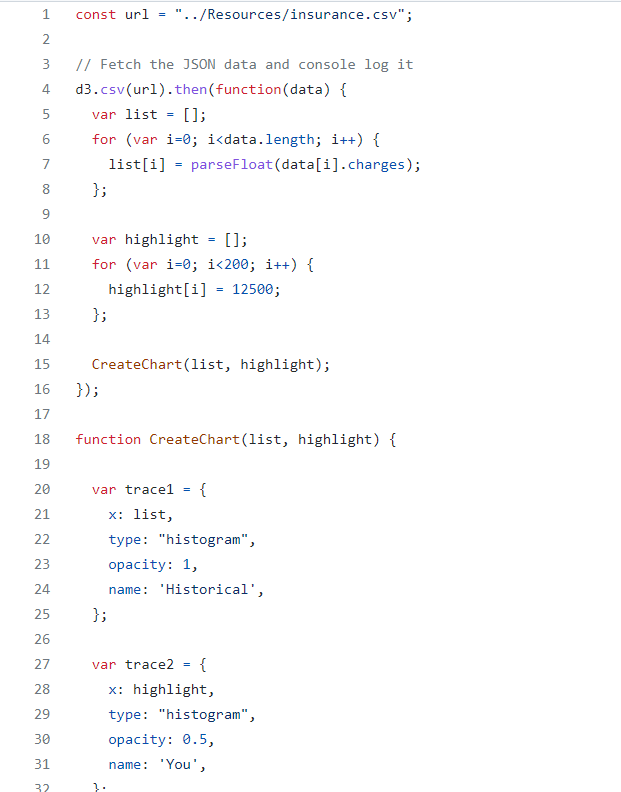 1 const url = "../Resources/insurance.csv";
2
3 // Fetch the JSON data and console log it
4 d3.csv(url).then(function(data) {
5 var list = [];
6 for (var i=0; i<data.length; i++) {
7 list[i] = parseFloat(data[i].charges);
8 };
9
10 var highlight = [];
11 for (var i=0; i<200; i++) {
12 highlight[i] = 12500;
13 };
14
15 CreateChart(list, highlight);
16 });
17
18 function CreateChart(list, highlight) {
19
20 var trace1 = {
21 x: list,
22 type: "histogram",
23 opacity: 1,
24 name: 'Historical',
25 };
26
27 var trace2 = {
28 x: highlight,
29 type: "histogram",
30 opacity: 0.5,
31 name: 'You',
32 };